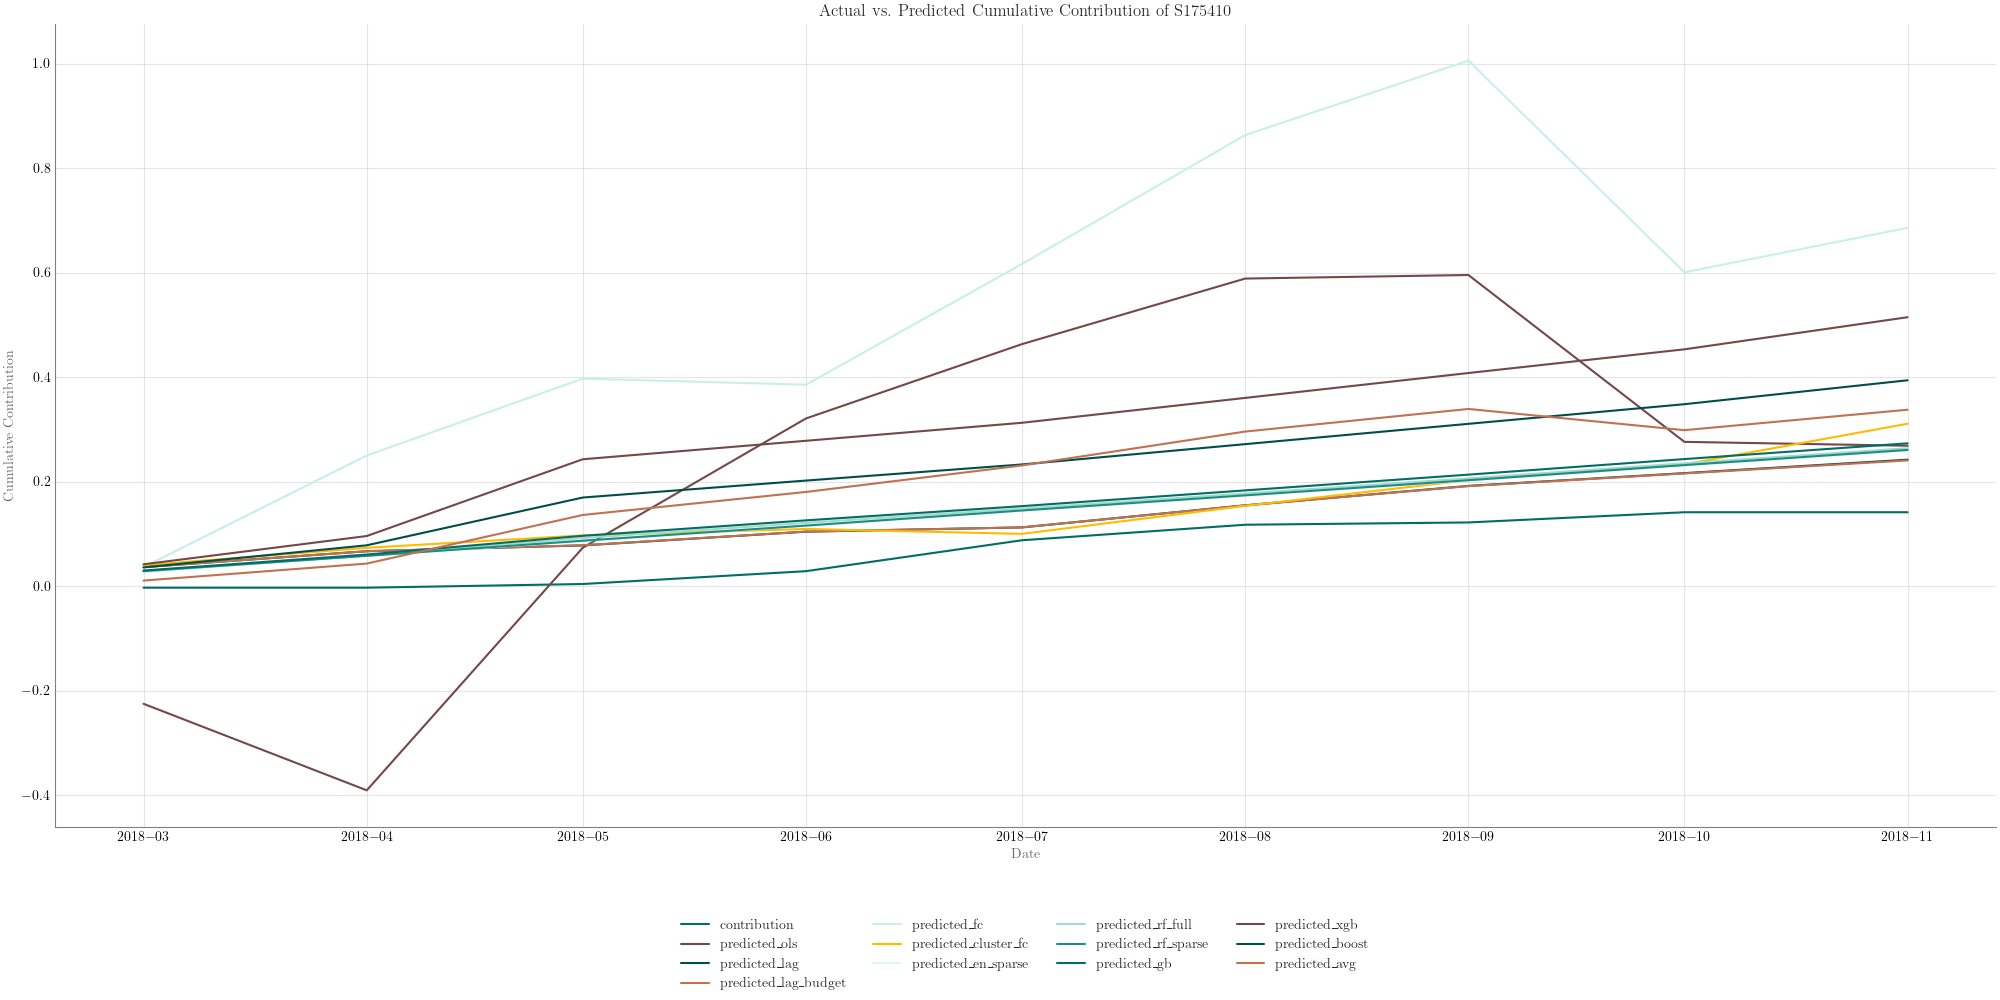 Actual vs. Predicted Cumulative Contribution of S175410
1.0
0.8
0.6
0.4
0.2
0.0
−0.2
−0.4
Cumulative Contribution
2018−03 2018−04 2018−05 2018−06 2018−07 2018−08 2018−09 2018−10 2018−11
Date
contribution predicted_fc predicted_rf_full predicted_xgb
predicted_ols predicted_cluster_fc predicted_rf_sparse predicted_boost
predicted_lag predicted_en_sparse predicted_gb predicted_avg
predicted_lag_budget